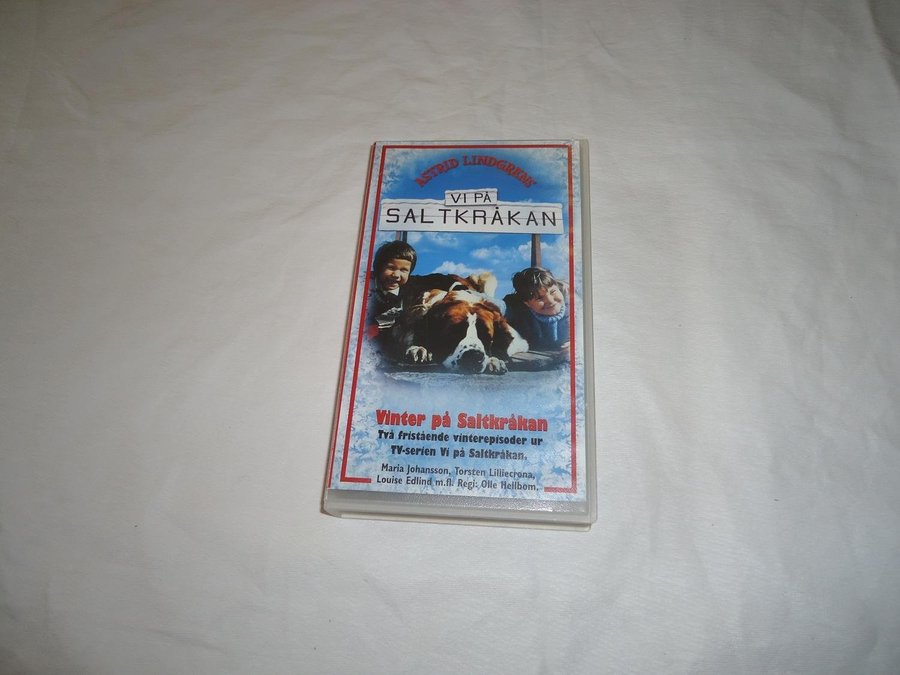 ASTRID LINDGRENS
VI PÅ
SALTKRÅKAN
Vinter på Saltkråkan
Två fristående vinterepisoder ur
TV-serien Vi på Saltkråkan.
Maria Johansson, Torsten Lilliecrona,
Louise Edlind m.fl. Regi: Olle Hellbom.